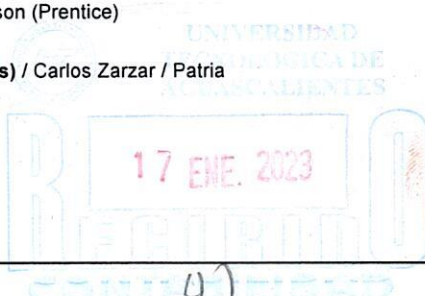 son (Prentice)
UNIVERSIDAD
TECNOLOGICA DE
AGUASCALIENTES
s) / Carlos Zarzar / Patria
17 ENE. 2023
RECIBIDO